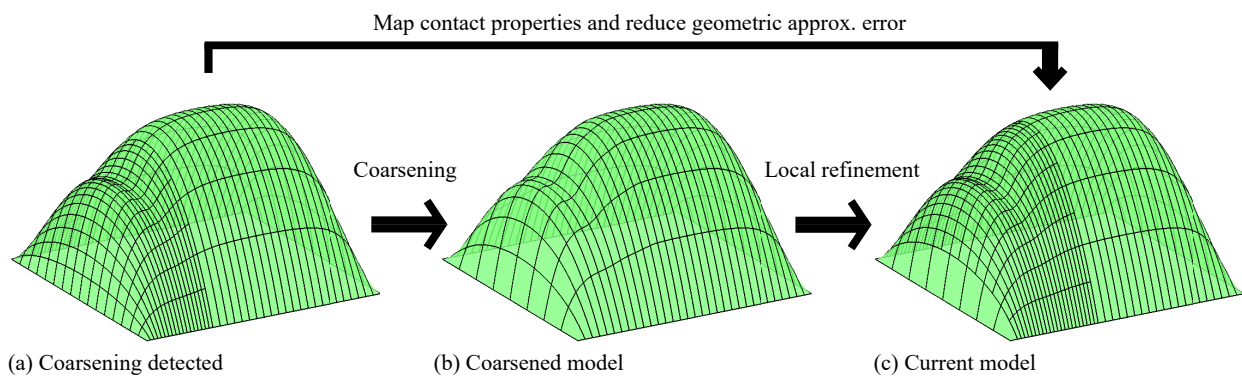 Map contact properties and reduce geometric approx. error
Coarsening
Local refinement
(a) Coarsening detected
(b) Coarsened model
(c) Current model